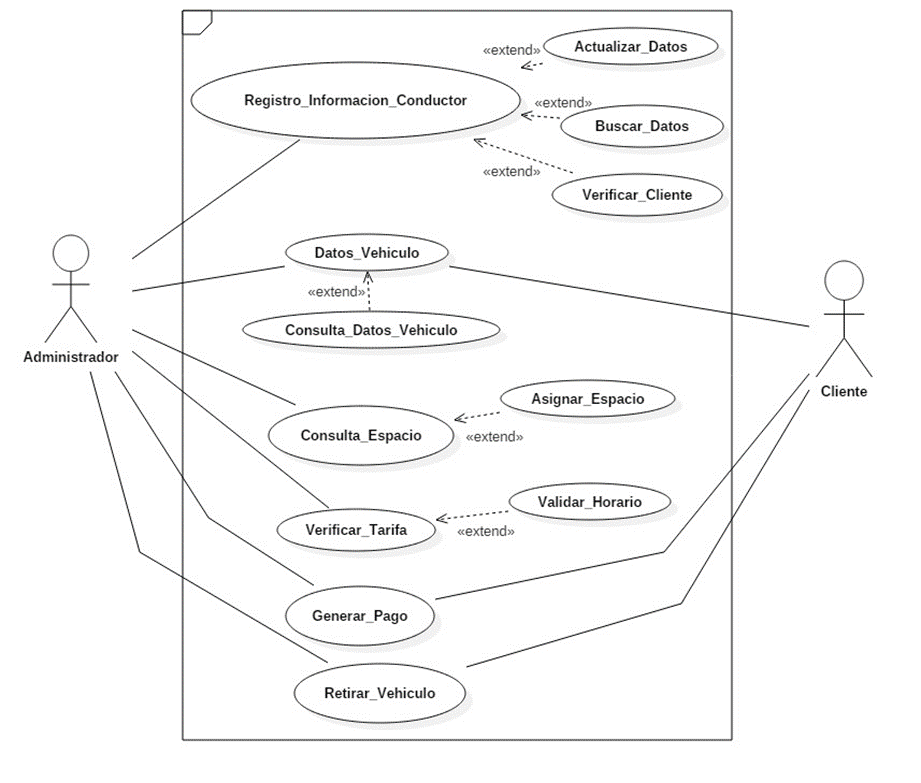 «extend»
Actualizar_Datos
Registro_Informacion_Conductor
«extend»
Buscar_Datos
«extend»
Verificar_Cliente
Datos_Vehiculo
«extend»
Consulta_Datos_Vehiculo
Administrador
Cliente
Asignar_Espacio
Consulta_Espacio
«extend»
Validar_Horario
Verificar_Tarifa
«extend»
Generar_Pago
Retirar_Vehiculo